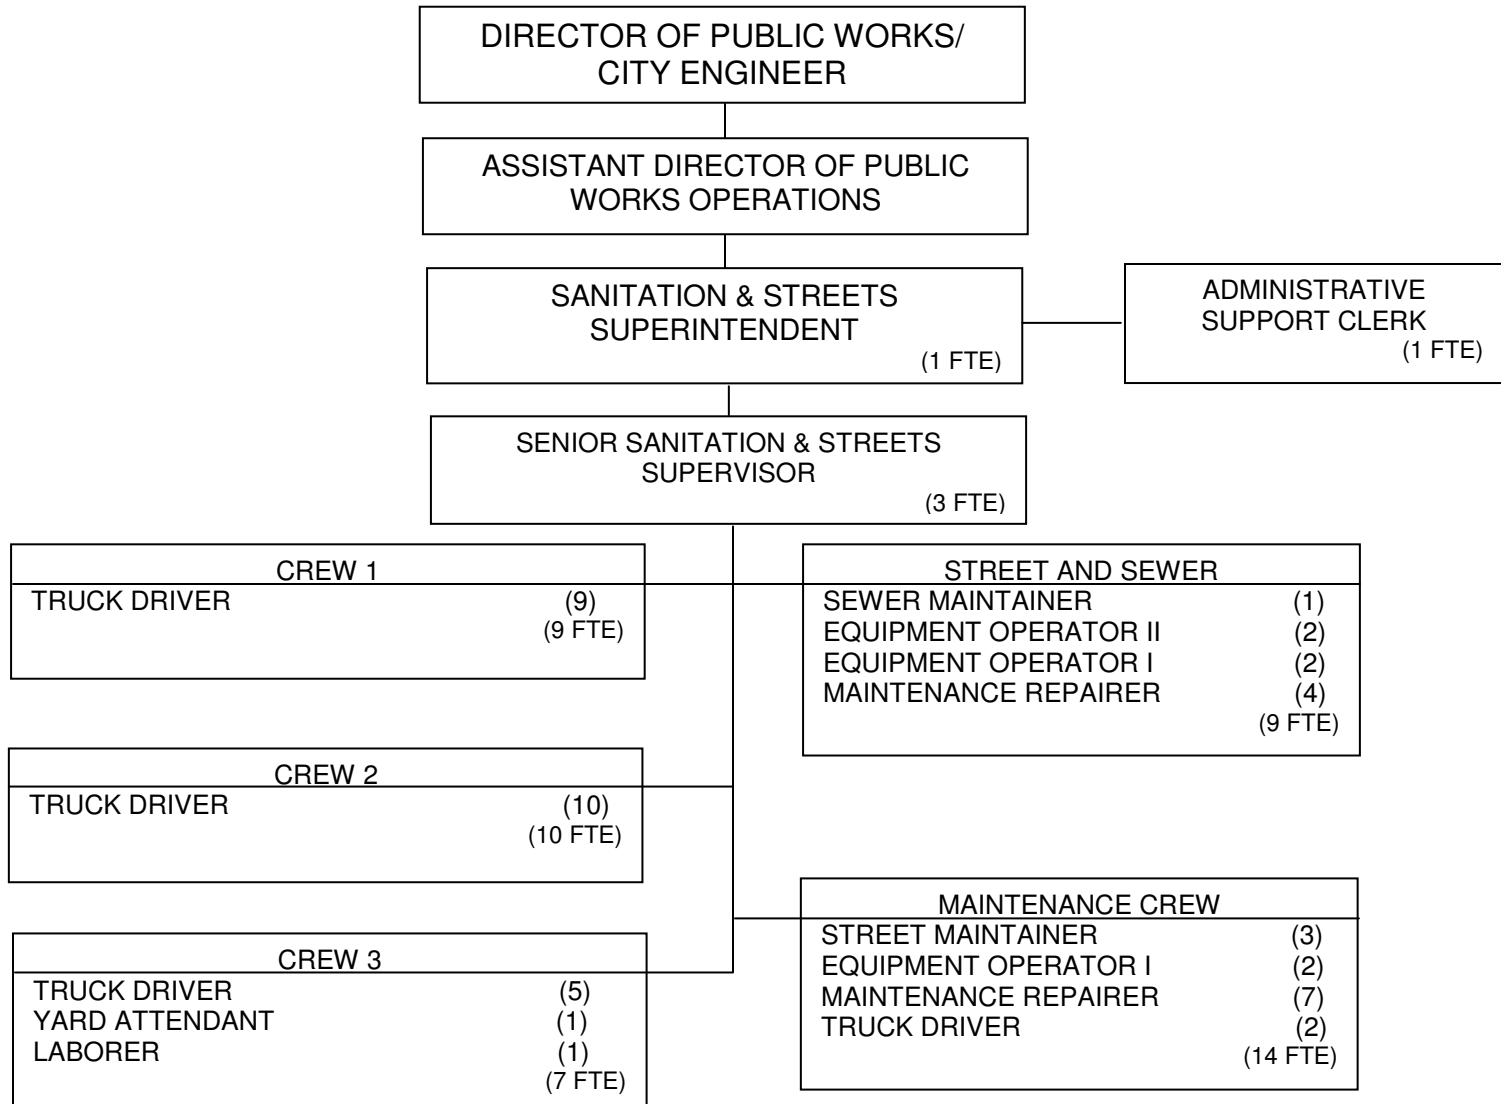 DIRECTOR OF PUBLIC WORKS/
CITY ENGINEER
ASSISTANT DIRECTOR OF PUBLIC
WORKS OPERATIONS
SANITATION & STREETS
SUPERINTENDENT
(1 FTE)
ADMINISTRATIVE
SUPPORT CLERK
(1 FTE)
SENIOR SANITATION & STREETS
SUPERVISOR
(3 FTE)
CREW 1
TRUCK DRIVER (9)
(9 FTE)
STREET AND SEWER
SEWER MAINTAINER (1)
EQUIPMENT OPERATOR II (2)
EQUIPMENT OPERATOR I (2)
MAINTENANCE REPAIRER (4)
(9 FTE)
CREW 2
TRUCK DRIVER (10)
(10 FTE)
MAINTENANCE CREW
STREET MAINTAINER (3)
EQUIPMENT OPERATOR I (2)
MAINTENANCE REPAIRER (7)
TRUCK DRIVER (2)
(14 FTE)
CREW 3
TRUCK DRIVER (5)
YARD ATTENDANT (1)
LABORER (1)
(7 FTE)